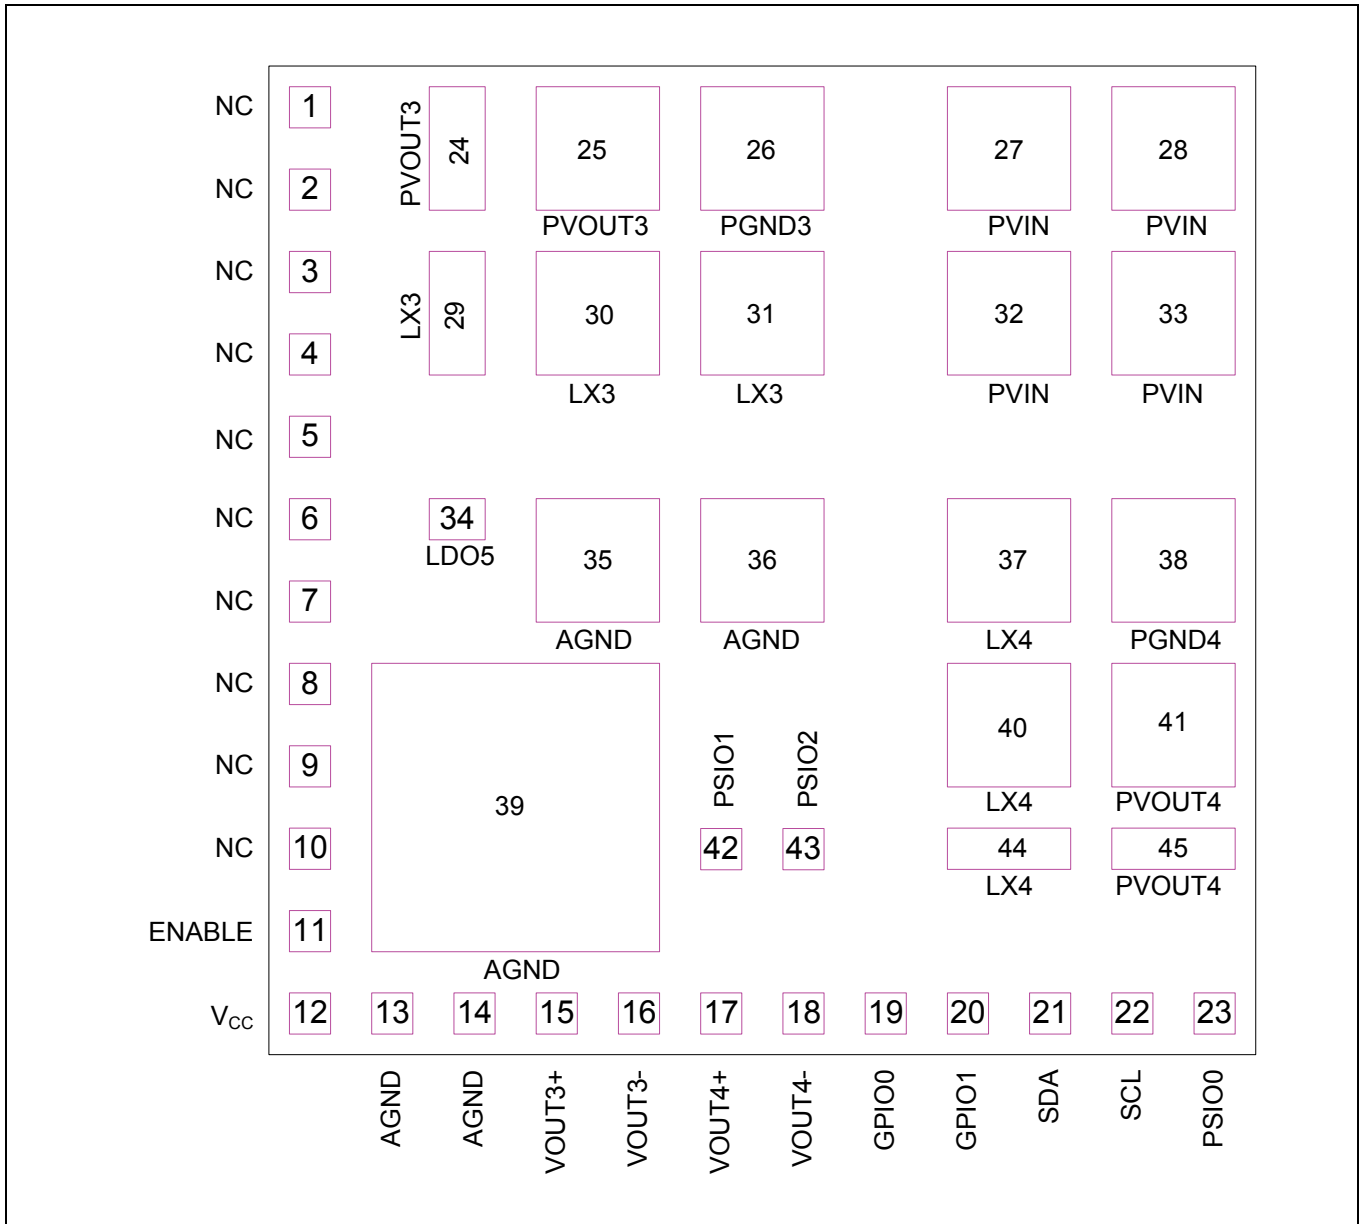 NC 1
PVOUT3 24 25 26 27 28
NC 2
PVOUT3 PGND3 PVIN PVIN
NC 3
LX3 29 30 31 32 33
NC 4
LX3 LX3 PVIN PVIN
NC 5
NC 6 34
LDO5 35 36 37 38
NC 7
AGND AGND LX4 PGND4
NC 8
40 41
NC 9
39 PSIO1 PSIO2
LX4 PVOUT4
NC 10 42 43 44 45
LX4 PVOUT4
ENABLE 11
AGND
VCC 12 13 14 15 16 17 18 19 20 21 22 23
AGND AGND VOUT3+ VOUT3- VOUT4+ VOUT4- GPIO0 GPIO1 SDA SCL PSIO0